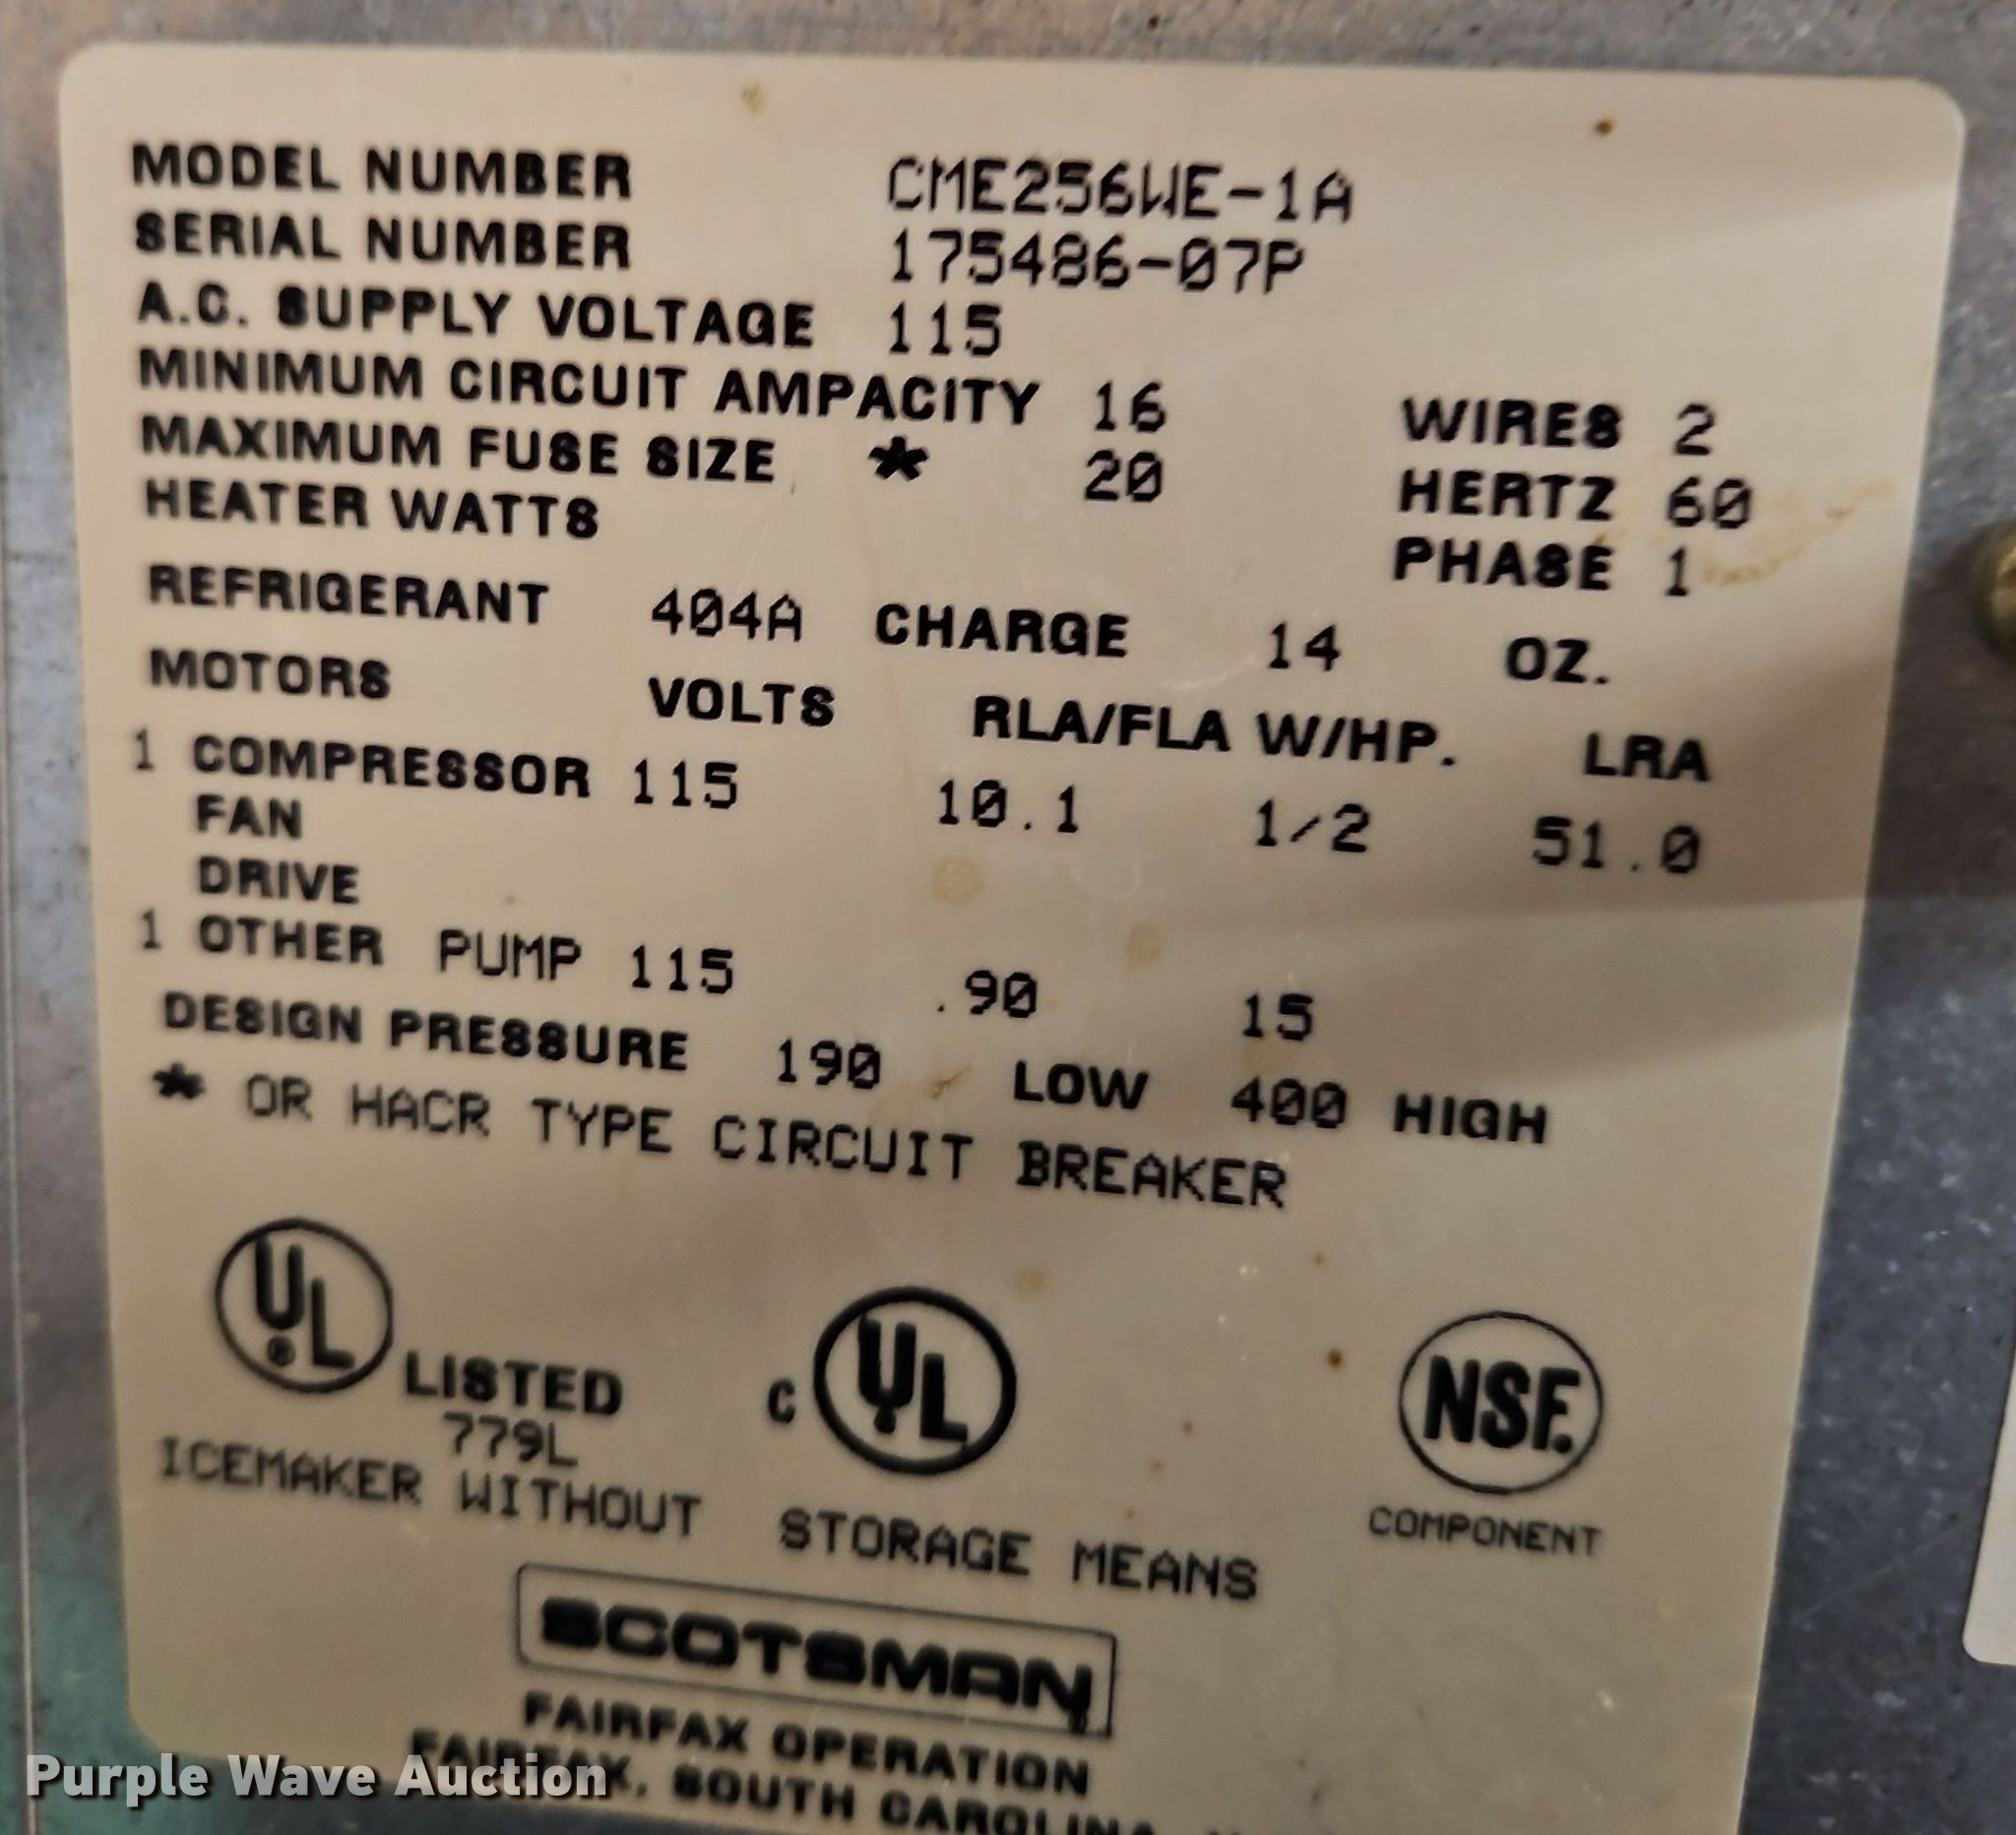 MODEL NUMBER CME256WE-1A
SERIAL NUMBER 175486-07P
A.C. SUPPLY VOLTAGE 115
MINIMUM CIRCUIT AMPACITY 16 WIRES 2
MAXIMUM FUSE SIZE * 20 HERTZ 60
HEATER WATTS PHASE 1
REFRIGERANT 404A CHARGE 14 OZ.
MOTORS VOLTS RLA/FLA W/HP. LRA
1 COMPRESSOR 115 10.1 1/2 51.0
FAN
DRIVE
1 OTHER PUMP 115 .90 15
DESIGN PRESSURE 190 LOW 400 HIGH
* OR HACR TYPE CIRCUIT BREAKER
UL® LISTED C UL NSF.
779L
ICEMAKER WITHOUT STORAGE MEANS COMPONENT
SCOTSMAN
FAIRFAX OPERATION
FAIRFAX, SOUTH CAROLINA
Purple Wave Auction